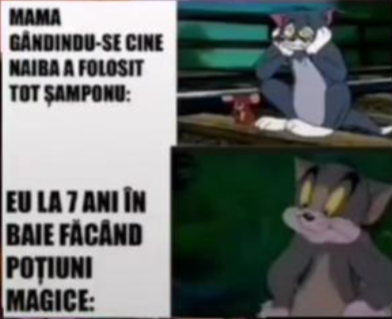 MAMA
GÂNDINDU-SE CINE
NAIBA A FOLOSIT
TOT ȘAMPONU:
EU LA 7 ANI ÎN
BAIE FĂCÂND
POȚIUNI
MAGICE: